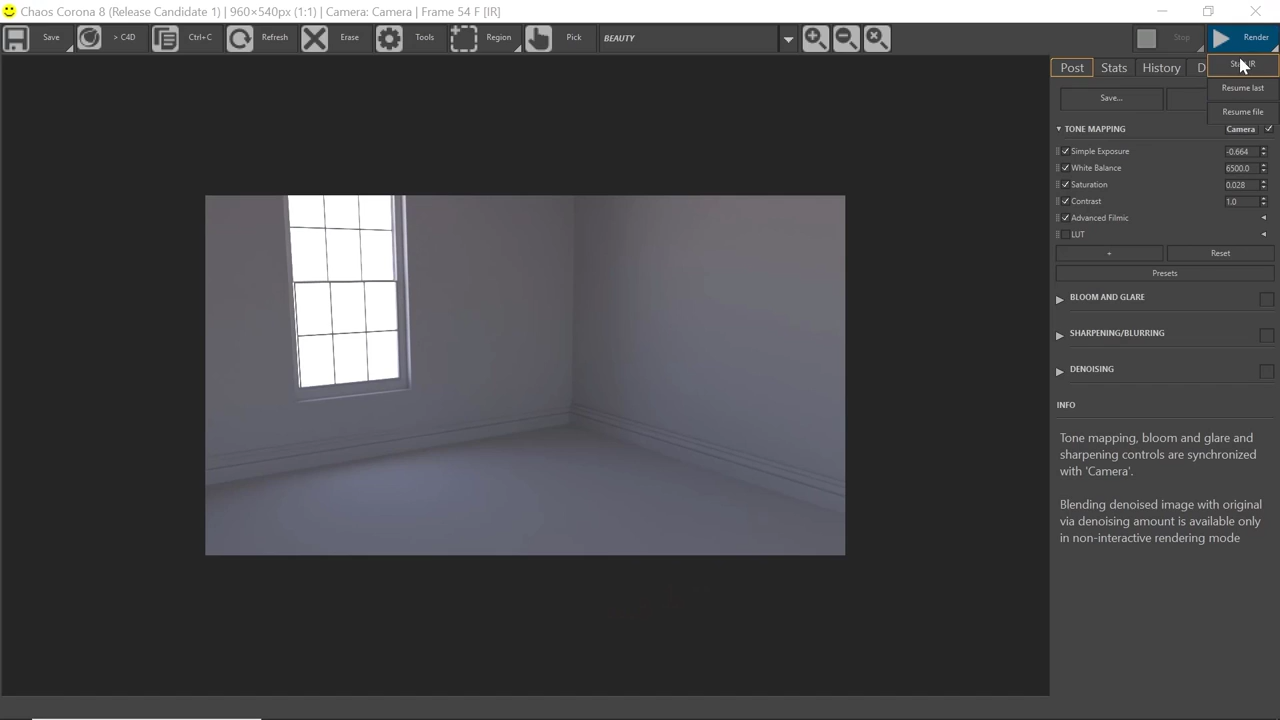 Chaos Corona 8 (Release Candidate 1) | 960×540px (1:1) | Camera: Camera | Frame 54 F [IR]
Save > C4D Ctrl+C Refresh Erase Tools Region Pick BEAUTY Stop Render
Post Stats History D
Start IR
Resume last
Resume file
Save...
TONE MAPPING Camera
Simple Exposure -0.664
White Balance 6500.0
Saturation 0.028
Contrast 1.0
Advanced Filmic
LUT
+ Reset
Presets
BLOOM AND GLARE
SHARPENING/BLURRING
DENOISING
INFO
Tone mapping, bloom and glare and
sharpening controls are synchronized
with 'Camera'.
Blending denoised image with original
via denoising amount is available only
in non-interactive rendering mode